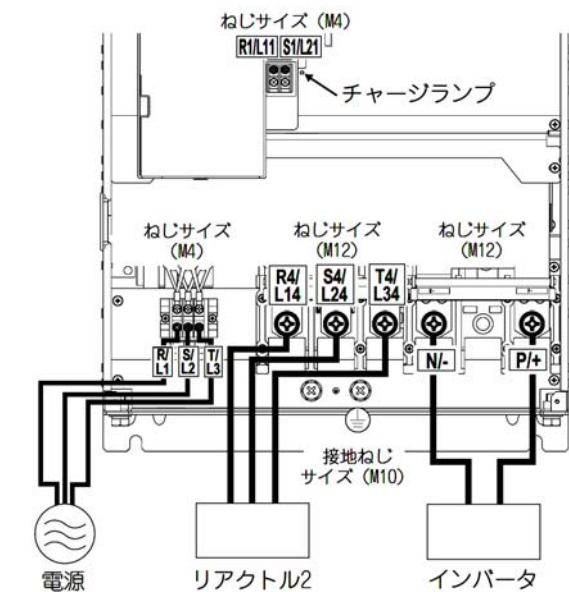 ねじサイズ (M4)
R1/L11 S1/L21
チャージランプ
ねじサイズ
(M4)
ねじサイズ
(M12)
ねじサイズ
(M12)
R4/
L14
S4/
L24
T4/
L34
R/
L1
S/
L2
T/
L3
N/-
P/+
接地ねじ
サイズ (M10)
電源
リアクトル2
インバータ